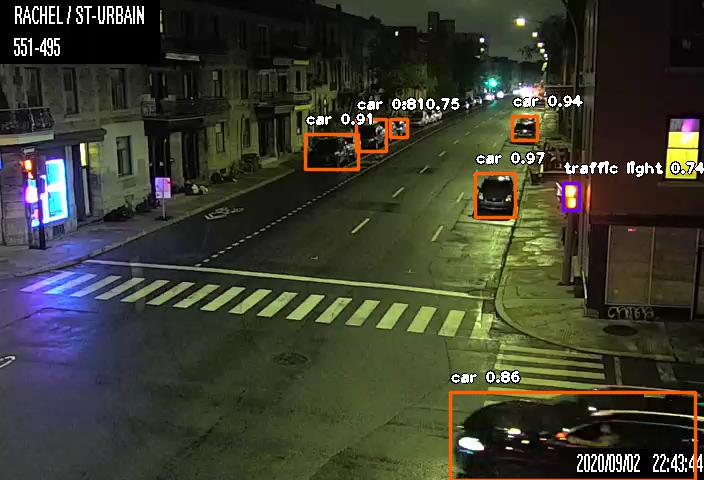 RACHEL / ST-URBAIN
551-495
car 0.81 0.75
car 0.94
car 0.91
car 0.97
traffic light 0.74
car 0.86
2020/09/02 22:43:44